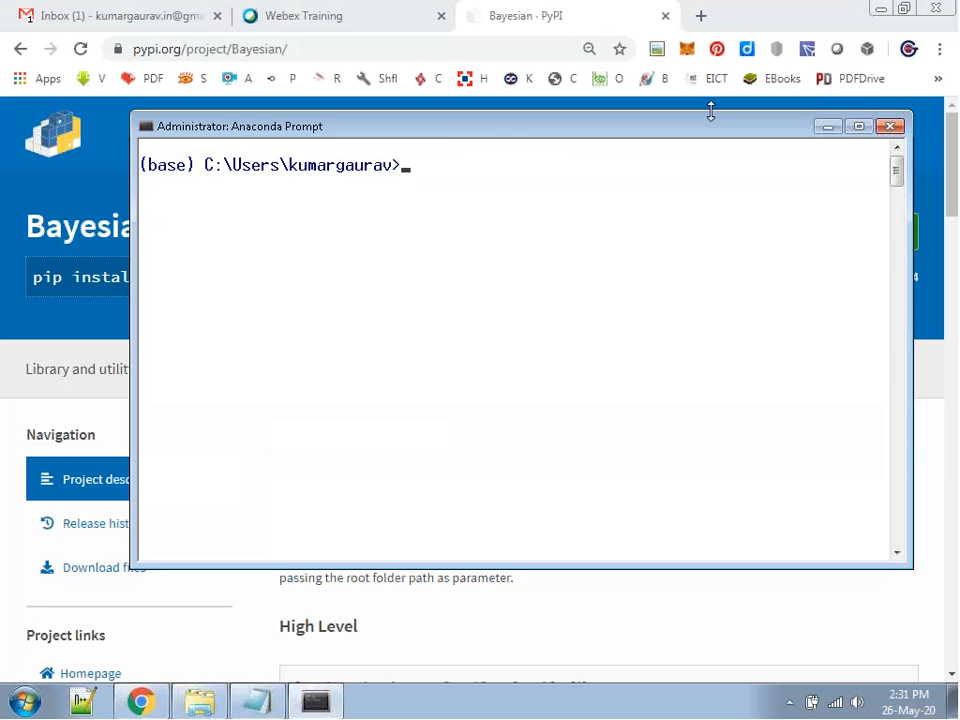 Inbox (1) - kumargaurav.in@gma
Webex Training
Bayesian · PyPI
pypi.org/project/Bayesian/
Apps
V
PDF
S
A
P
R
Shfl
C
H
K
C
O
B
EICT
EBooks
PDFDrive
»
Administrator: Anaconda Prompt
(base) C:\Users\kumargaurav>
Bayesia
pip instal
4
Library and utilit
Navigation
Project desc
Release hist
Download files
passing the root folder path as parameter.
Project links
High Level
Homepage
2:31 PM
26-May-20